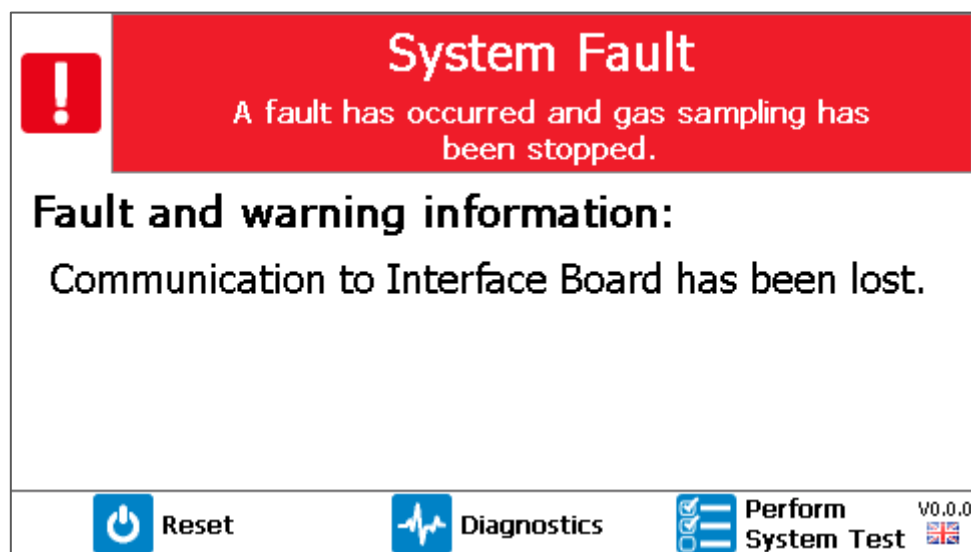 System Fault
A fault has occurred and gas sampling has
been stopped.
Fault and warning information:
Communication to Interface Board has been lost.
Reset
Diagnostics
Perform
System Test
V0.0.0